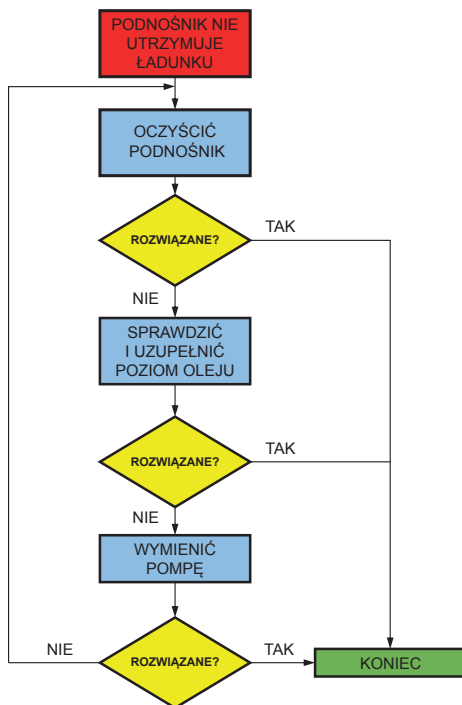 PODNOŚNIK NIE
UTRZYMUJE
ŁADUNKU
OCZYŚCIĆ
PODNOŚNIK
ROZWIĄZANE?
TAK
NIE
SPRAWDZIĆ
I UZUPEŁNIĆ
POZIOM OLEJU
ROZWIĄZANE?
TAK
NIE
WYMIENIĆ
POMPĘ
NIE
ROZWIĄZANE?
TAK
KONIEC